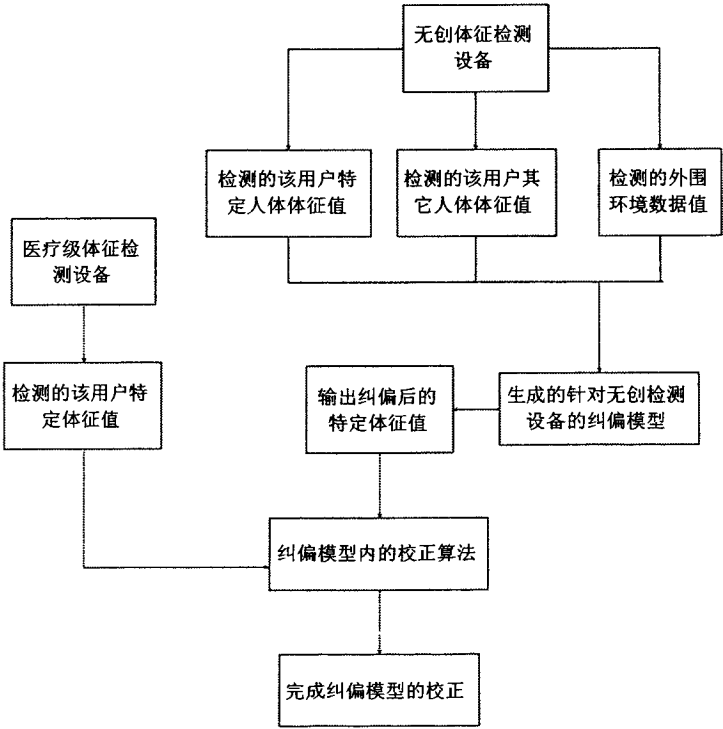 无创体征检测
设备
检测的该用户特
定人体体征值
检测的该用户其
它人体体征值
检测的外围
环境数据值
医疗级体征检
测设备
检测的该用户特
定体征值
输出纠偏后的
特定体征值
生成的针对无创检测
设备的纠偏模型
纠偏模型内的校正算法
完成纠偏模型的校正